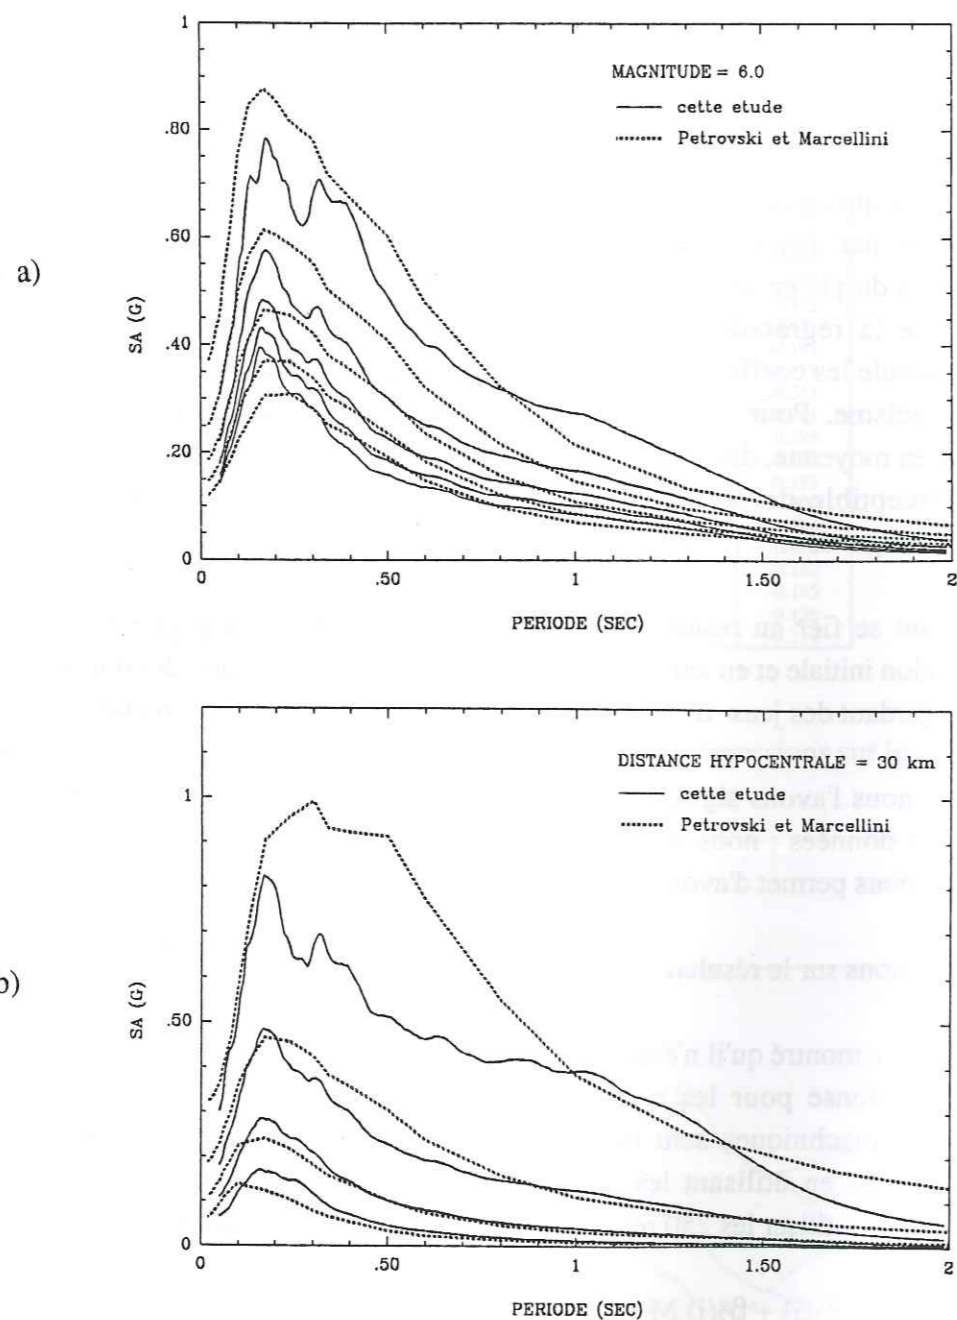 1
.80
.60
.40
.20
0
0
.50
1
1.50
2
SA (G)
PERIODE (SEC)
MAGNITUDE = 6.0
cette etude
Petrovski et Marcellini
a)
1
.50
0
0
.50
1
1.50
2
SA (G)
PERIODE (SEC)
DISTANCE HYPOCENTRALE = 30 km
cette etude
Petrovski et Marcellini
b)